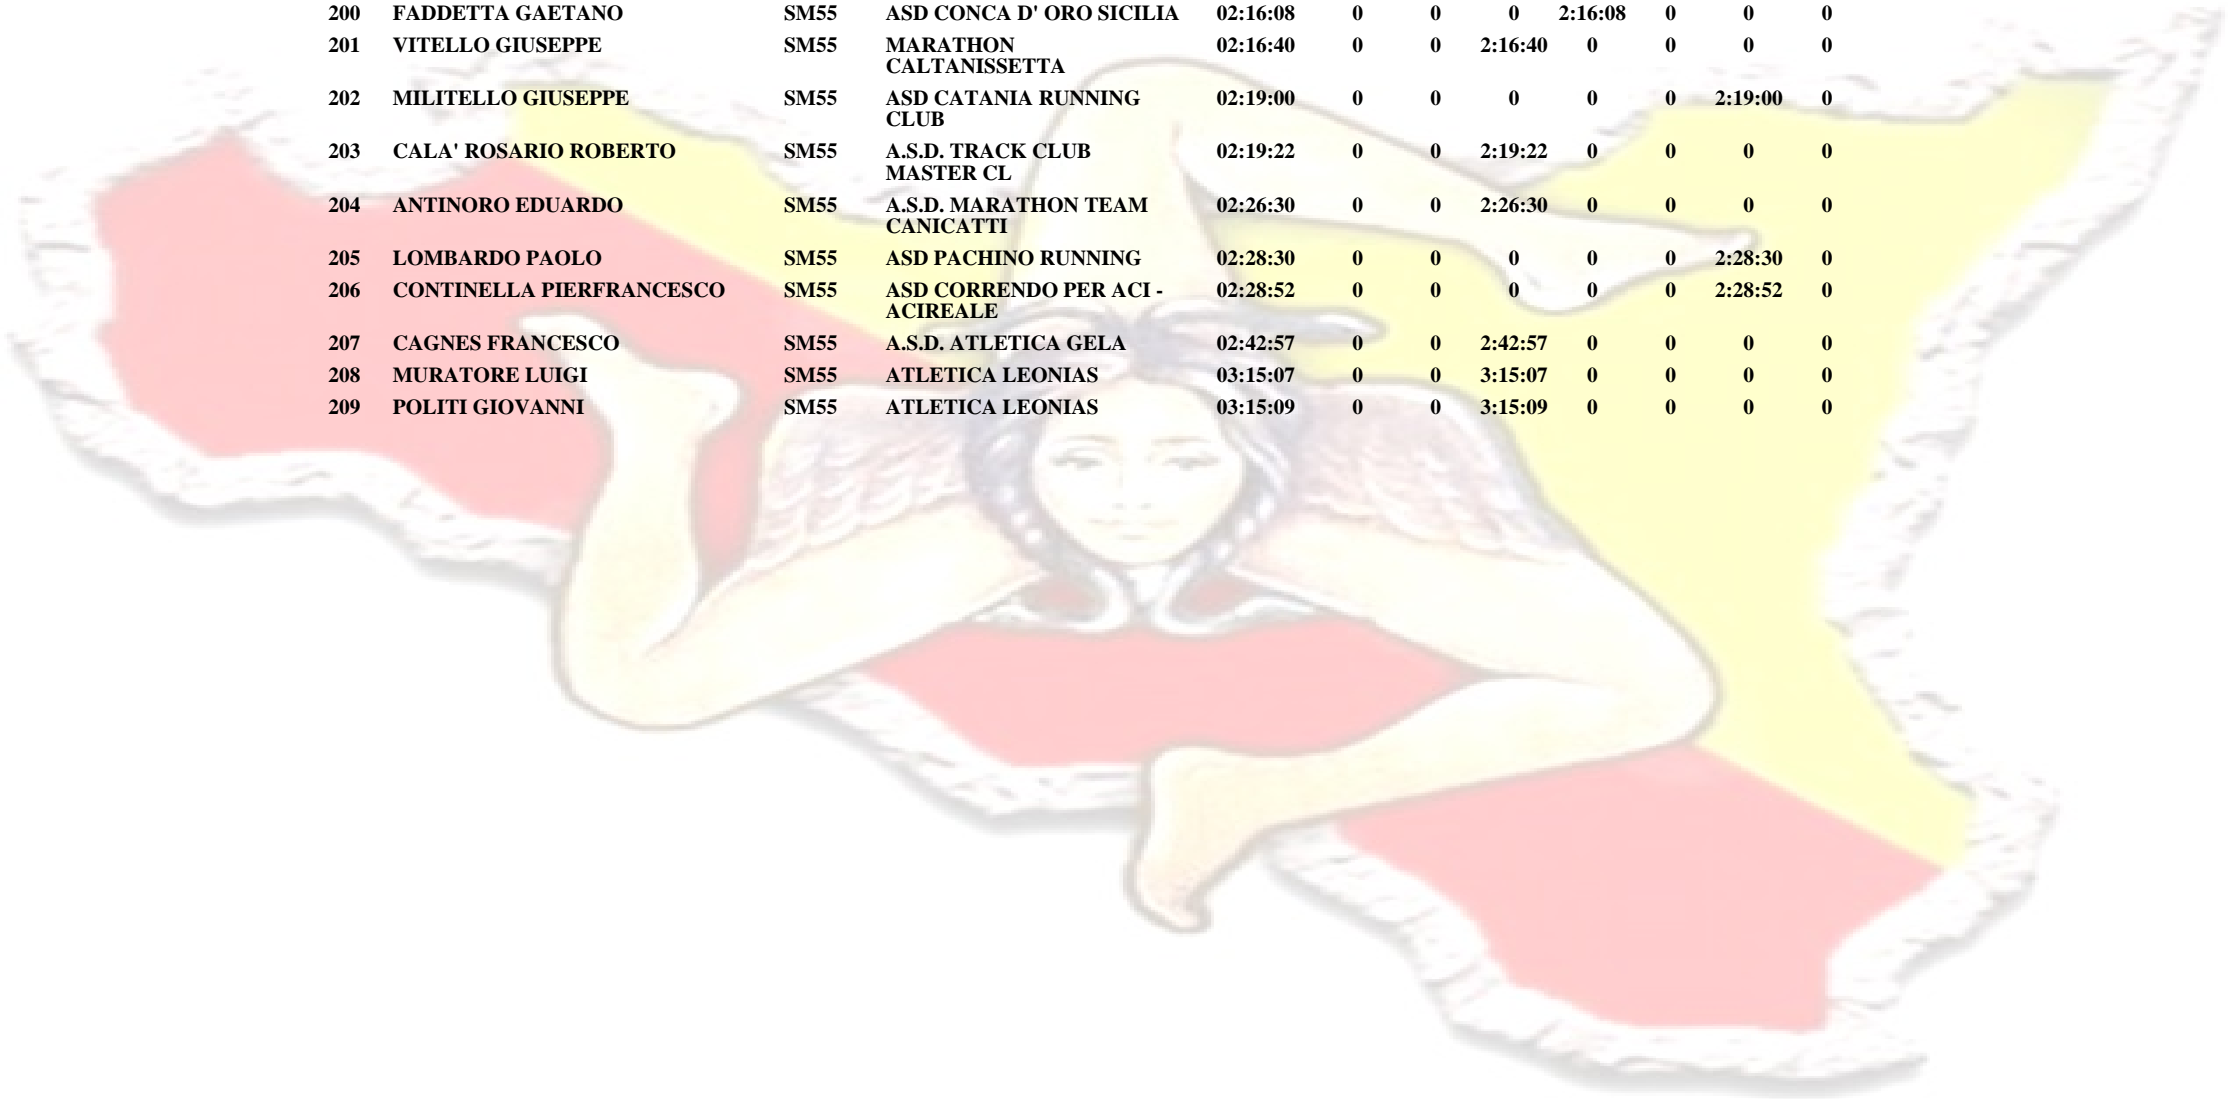 200 FADDETTA GAETANO SM55 ASD CONCA D' ORO SICILIA 02:16:08 0 0 0 2:16:08 0 0 0
201 VITELLO GIUSEPPE SM55 MARATHON 02:16:40 0 0 2:16:40 0 0 0 0
CALTANISSETTA
202 MILITELLO GIUSEPPE SM55 ASD CATANIA RUNNING 02:19:00 0 0 0 0 0 2:19:00 0
CLUB
203 CALA' ROSARIO ROBERTO SM55 A.S.D. TRACK CLUB 02:19:22 0 0 2:19:22 0 0 0 0
MASTER CL
204 ANTINORO EDUARDO SM55 A.S.D. MARATHON TEAM 02:26:30 0 0 2:26:30 0 0 0 0
CANICATTI
205 LOMBARDO PAOLO SM55 ASD PACHINO RUNNING 02:28:30 0 0 0 0 0 2:28:30 0
206 CONTINELLA PIERFRANCESCO SM55 ASD CORRENDO PER ACI - 02:28:52 0 0 0 0 0 2:28:52 0
ACIREALE
207 CAGNES FRANCESCO SM55 A.S.D. ATLETICA GELA 02:42:57 0 0 2:42:57 0 0 0 0
208 MURATORE LUIGI SM55 ATLETICA LEONIAS 03:15:07 0 0 3:15:07 0 0 0 0
209 POLITI GIOVANNI SM55 ATLETICA LEONIAS 03:15:09 0 0 3:15:09 0 0 0 0